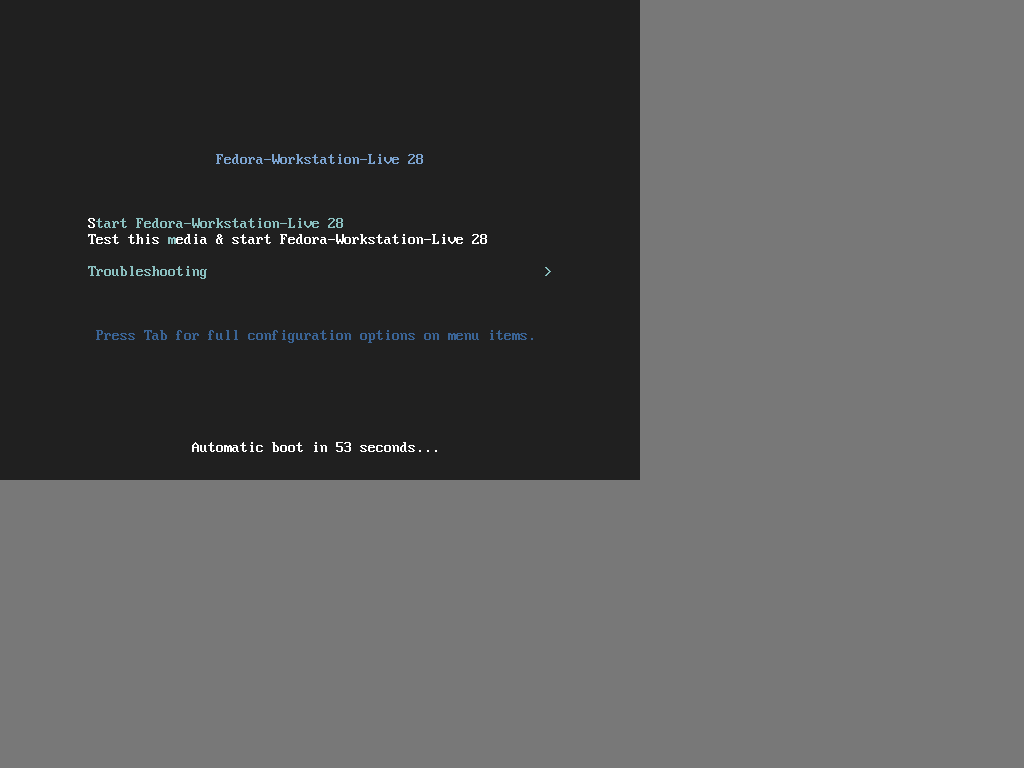 Fedora-Workstation-Live 28
Start Fedora-Workstation-Live 28
Test this media & start Fedora-Workstation-Live 28
Troubleshooting >
Press Tab for full configuration options on menu items.
Automatic boot in 53 seconds...